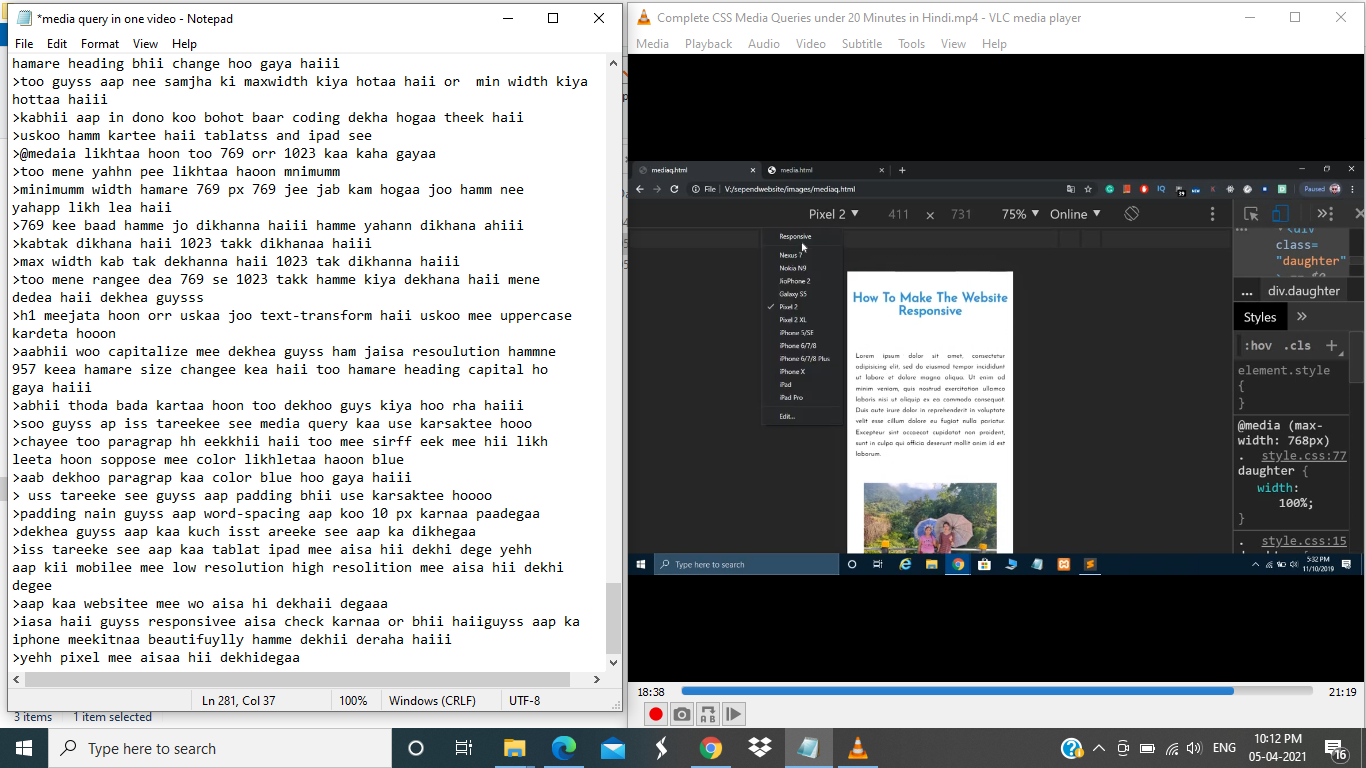 *media query in one video - Notepad
File Edit Format View Help
hamare heading bhii change hoo gaya haiii
>too guyss aap nee samjha ki maxwidth kiya hotaa haii or  min width kiya
hottaa haiii
>kabhii aap in dono koo bohot baar coding dekha hogaa theek haii
>uskoo hamm kartee haii tablatss and ipad see
>@medaia likhtaa hoon too 769 orr 1023 kaa kaha gayaa
>too mene yahhn pee likhtaa haoon mnimumm
>minimumm width hamare 769 px 769 jee jab kam hogaa joo hamm nee
yahapp likh lea haii
>769 kee baad hamme jo dikhanna haiii hamme yahann dikhana ahiii
>kabtak dikhana haii 1023 takk dikhanaa haiii
>max width kab tak dekhanna haii 1023 tak dikhanna haiii
>too mene rangee dea 769 se 1023 takk hamme kiya dekhana haii mene
dedea haii dekhea guysss
>h1 meejata hoon orr uskaa joo text-transform haii uskoo mee uppercase
kardeta hooon
>aabhii woo capitalize mee dekhea guyss ham jaisa resoulution hammne
957 keea hamare size changee kea haii too hamare heading capital ho
gaya haiii
>abhii thoda bada kartaa hoon too dekhoo guys kiya hoo rha haiii
>soo guyss ap iss tareekee see media query kaa use karsaktee hooo
>chayee too paragrap hh eekkhii haii too mee sirff eek mee hii likh
leeta hoon soppose mee color likhletaa haoon blue
>aab dekhoo paragrap kaa color blue hoo gaya haiii
> uss tareeke see guyss aap padding bhii use karsaktee hoooo
>padding nain guyss aap word-spacing aap koo 10 px karnaa paadegaa
>dekhea guyss aap kaa kuch isst areeke see aap ka dikhegaa
>iss tareeke see aap kaa tablat ipad mee aisa hii dekhi dege yehh
aap kii mobilee mee low resolution high resolition mee aisa hii dekhi
degee
>aap kaa websitee mee wo aisa hi dekhaii degaaa
>iasa haii guyss responsivee aisa check karnaa or bhii haiiguyss aap ka
iphone meekitnaa beautifuylly hamme dekhii deraha haiii
>yehh pixel mee aisaa hii dekhidegaa
Ln 281, Col 37 100% Windows (CRLF) UTF-8
3 items 1 item selected
Complete CSS Media Queries under 20 Minutes in Hindi.mp4 - VLC media player
Media Playback Audio Video Subtitle Tools View Help
mediaq.html media.html
File V:/sependwebsite/images/mediaq.html Paused
Pixel 2 411 × 731 75% Online
Responsive
Nexus 7
Nokia N9
JioPhone 2
Galaxy S5
Pixel 2
Pixel 2 XL
iPhone 5/SE
iPhone 6/7/8
iPhone 6/7/8 Plus
iPhone X
iPad
iPad Pro
Edit...
How To Make The Website
Responsive
Lorem ipsum dolor sit amet, consectetur
adipisicing elit, sed do eiusmod tempor incididunt
ut labore et dolore magna aliqua. Ut enim ad
minim veniam, quis nostrud exercitation ullamco
laboris nisi ut aliquip ex ea commodo consequat.
Duis aute irure dolor in reprehenderit in voluptate
velit esse cillum dolore eu fugiat nulla pariatur.
Excepteur sint occaecat cupidatat non proident,
sunt in culpa qui officia deserunt mollit anim id est
laborum.
<div
class=
"daughter"
... div.daughter
Styles »
:hov .cls +
element.style
{
}
@media (max-
width: 768px)
. style.css:77
daughter {
width:
100%;
}
. style.css:15
Type here to search
5:32 PM
11/10/2019
18:38 21:19
Type here to search
ENG
10:12 PM
05-04-2021
16